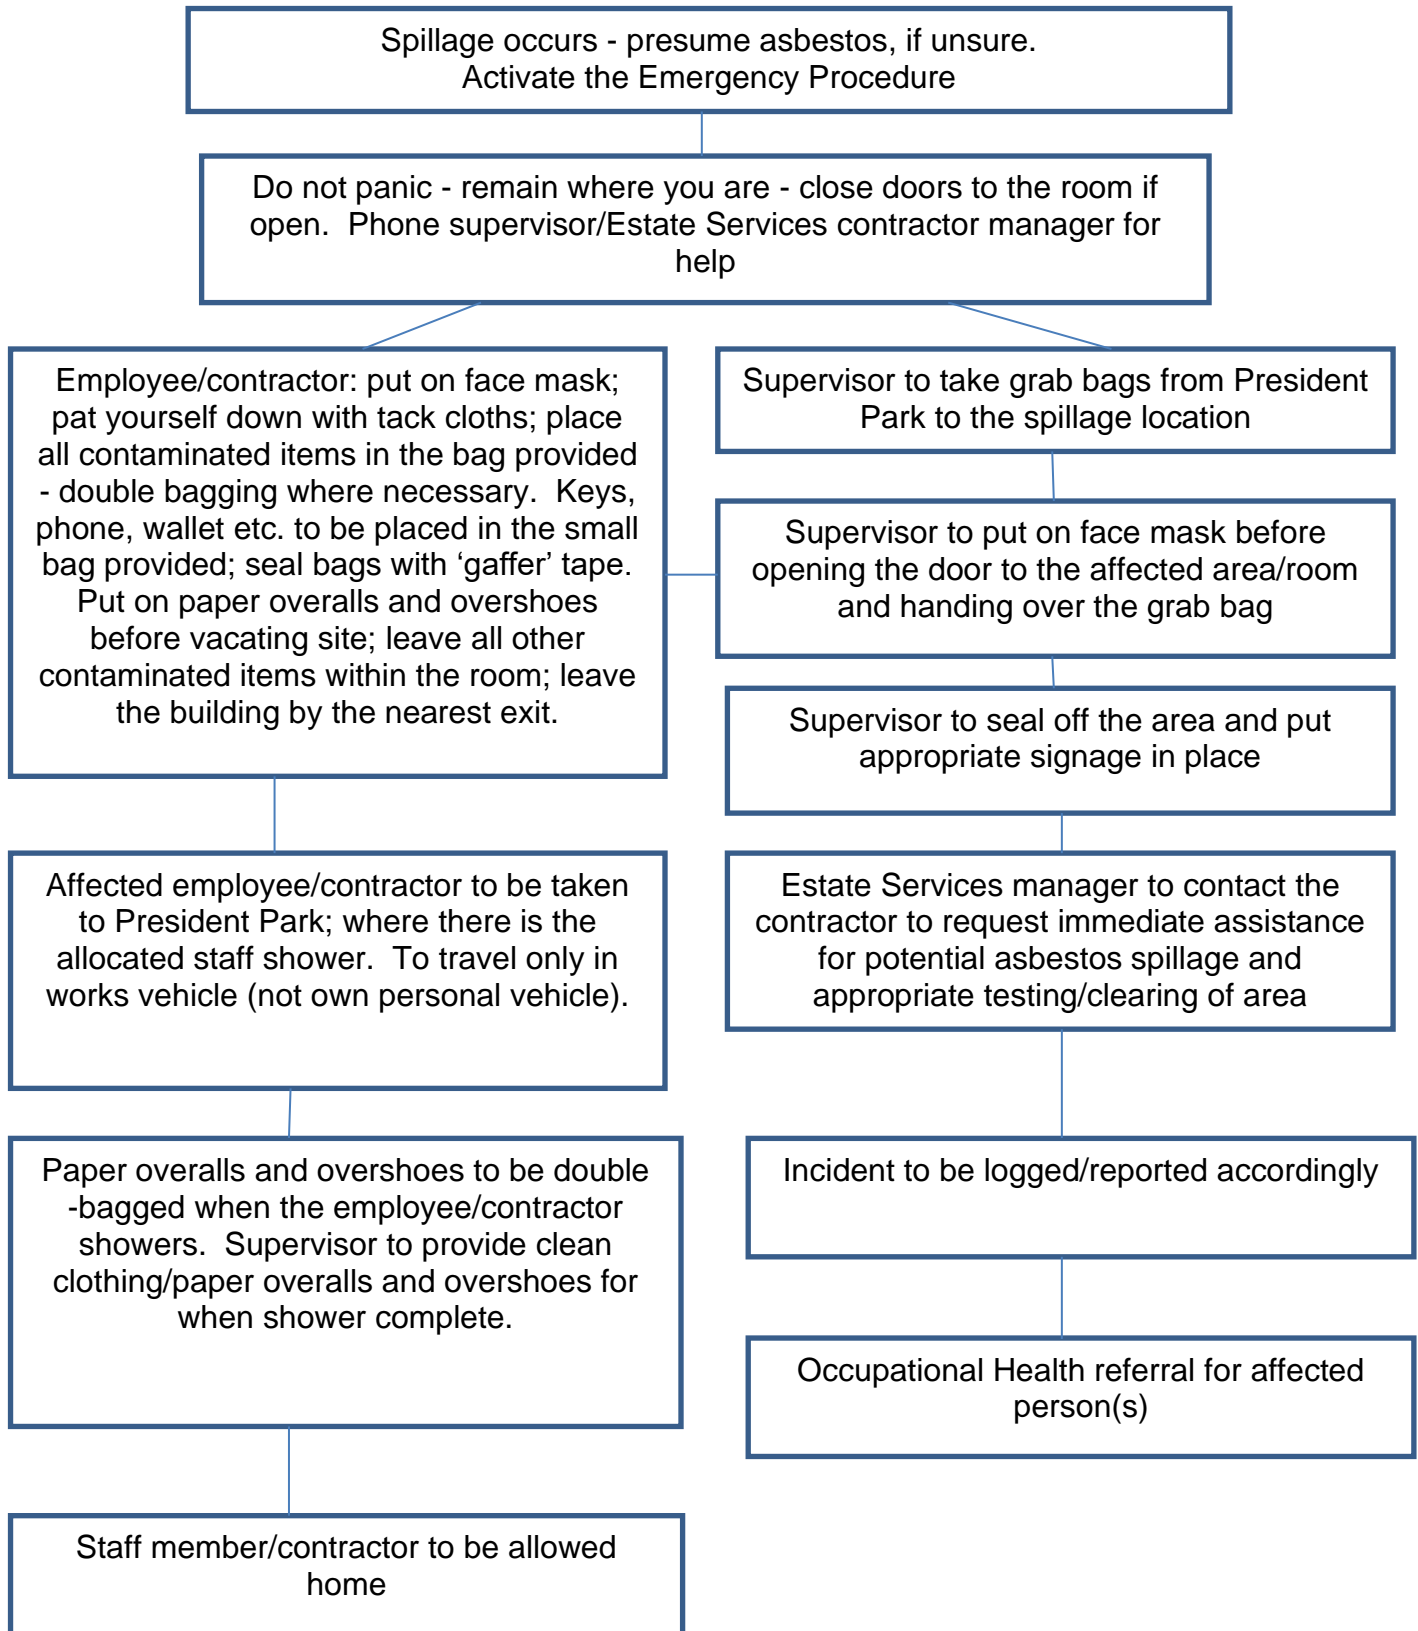 Spillage occurs - presume asbestos, if unsure.
Activate the Emergency Procedure
Do not panic - remain where you are - close doors to the room if
open.  Phone supervisor/Estate Services contractor manager for
help
Employee/contractor: put on face mask;
pat yourself down with tack cloths; place
all contaminated items in the bag provided
- double bagging where necessary.  Keys,
phone, wallet etc. to be placed in the small
bag provided; seal bags with ‘gaffer’ tape.
Put on paper overalls and overshoes
before vacating site; leave all other
contaminated items within the room; leave
the building by the nearest exit.
Supervisor to take grab bags from President
Park to the spillage location
Supervisor to put on face mask before
opening the door to the affected area/room
and handing over the grab bag
Supervisor to seal off the area and put
appropriate signage in place
Affected employee/contractor to be taken
to President Park; where there is the
allocated staff shower.  To travel only in
works vehicle (not own personal vehicle).
Estate Services manager to contact the
contractor to request immediate assistance
for potential asbestos spillage and
appropriate testing/clearing of area
Paper overalls and overshoes to be double
-bagged when the employee/contractor
showers.  Supervisor to provide clean
clothing/paper overalls and overshoes for
when shower complete.
Incident to be logged/reported accordingly
Occupational Health referral for affected
person(s)
Staff member/contractor to be allowed
home